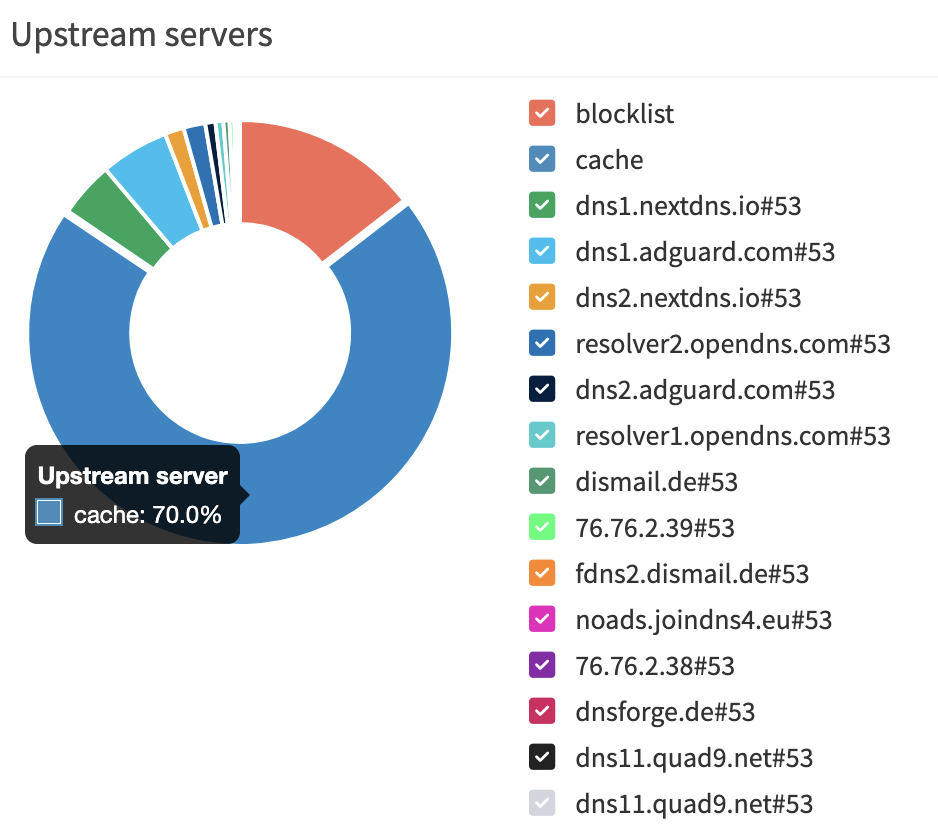 Upstream servers
blocklist
cache
dns1.nextdns.io#53
dns1.adguard.com#53
dns2.nextdns.io#53
resolver2.opendns.com#53
dns2.adguard.com#53
resolver1.opendns.com#53
dismail.de#53
76.76.2.39#53
fdns2.dismail.de#53
noads.joindns4.eu#53
76.76.2.38#53
dnsforge.de#53
dns11.quad9.net#53
dns11.quad9.net#53
Upstream server
cache: 70.0%